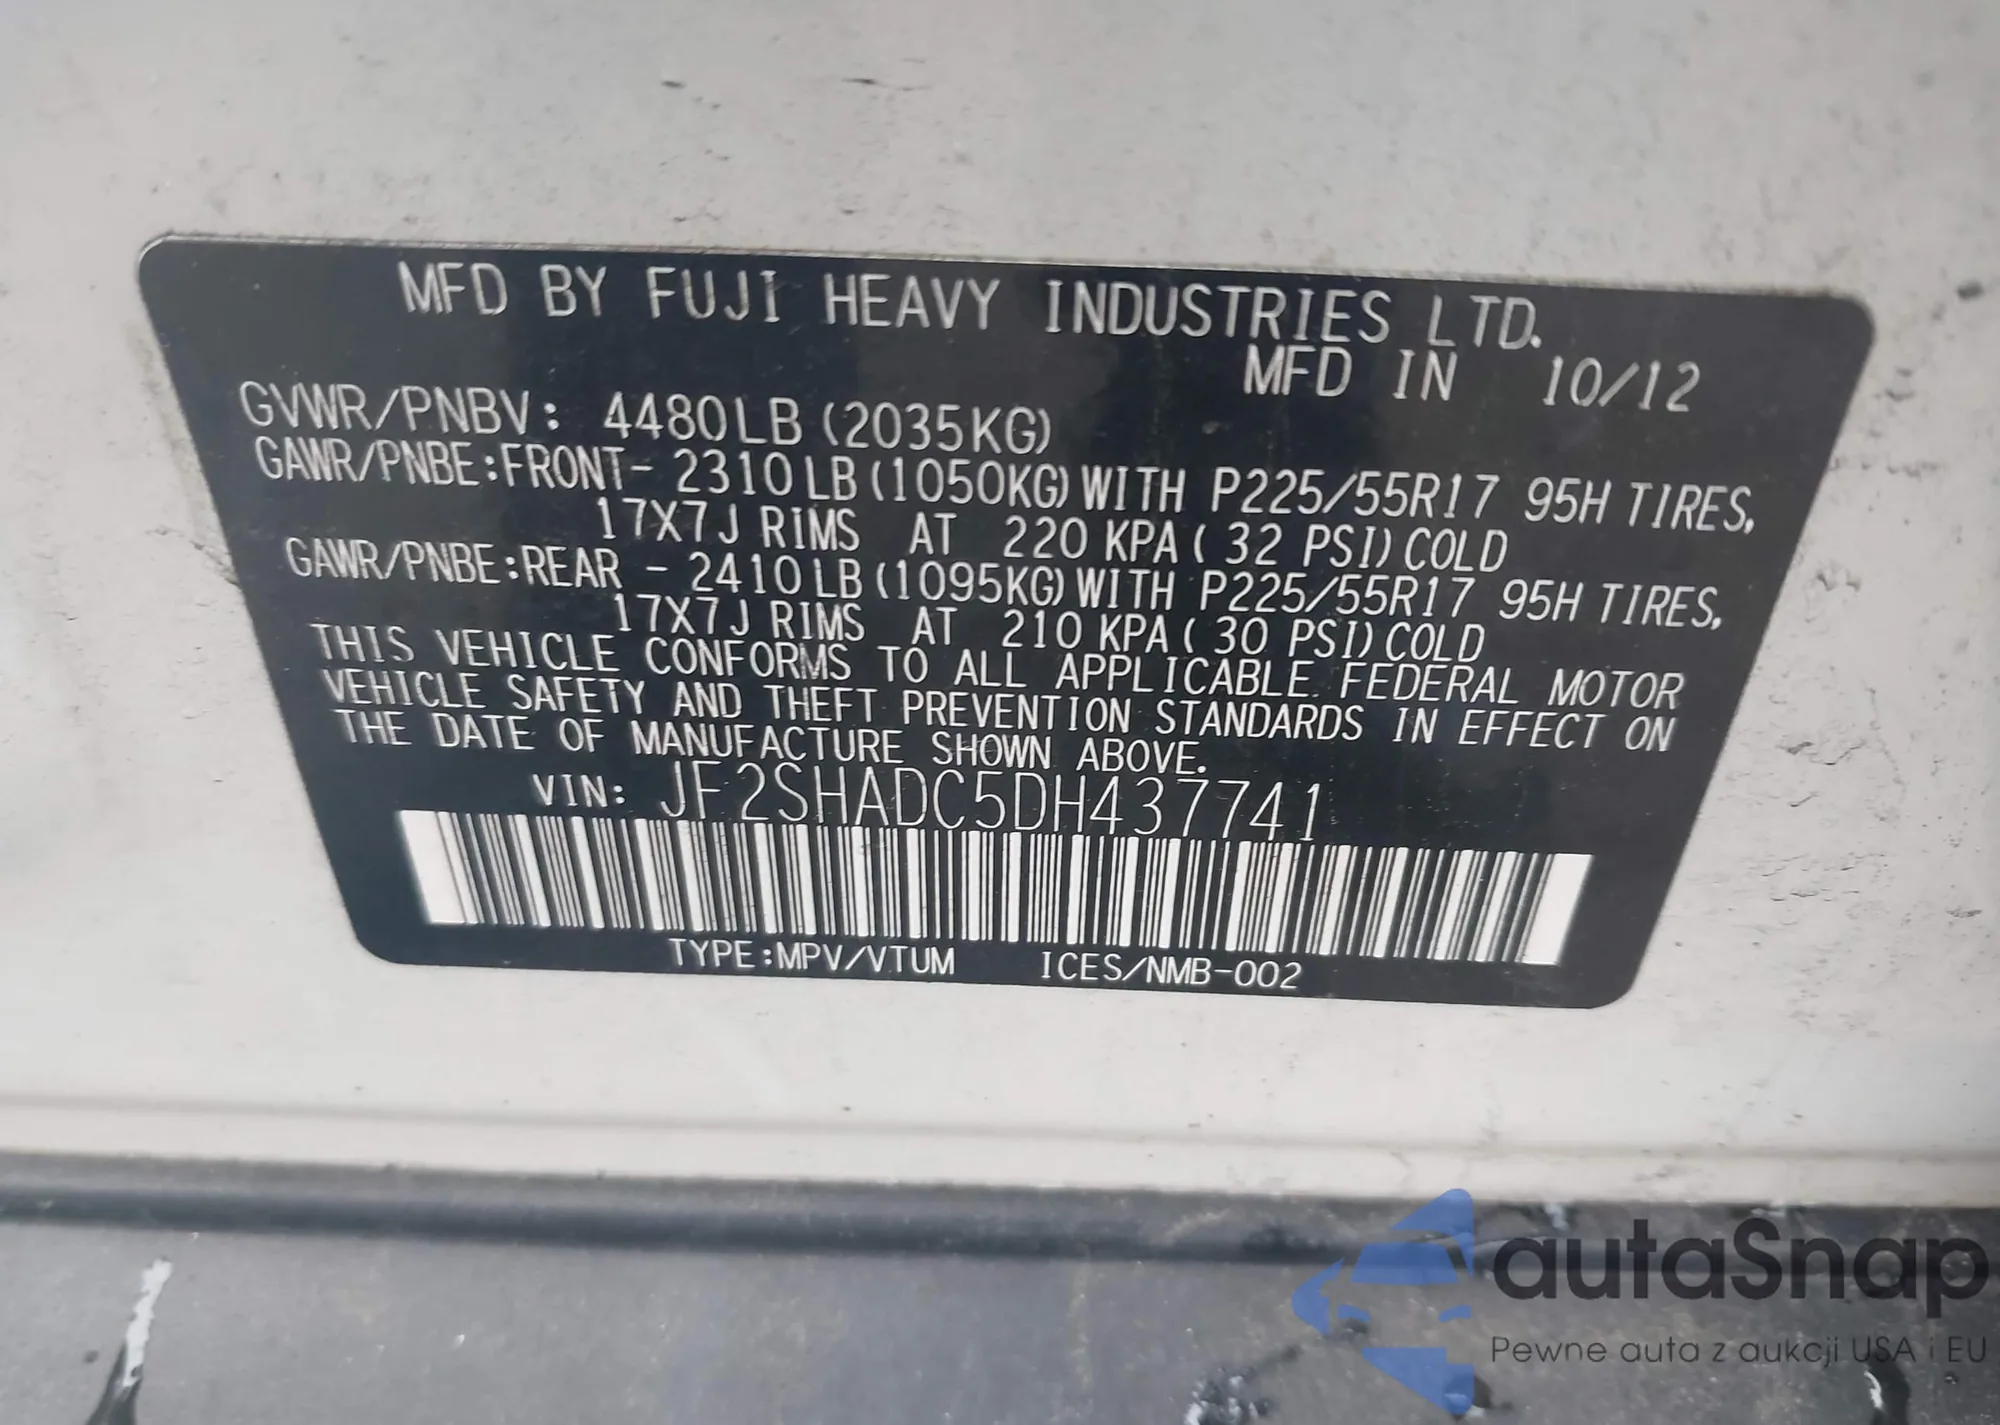 MFD BY FUJI HEAVY INDUSTRIES LTD.
MFD IN 10/12
GVWR/PNBV: 4480LB (2035KG)
GAWR/PNBE:FRONT- 2310LB(1050KG)WITH P225/55R17 95H TIRES,
17X7J RIMS AT 220 KPA( 32 PSI)COLD
GAWR/PNBE:REAR - 2410LB(1095KG)WITH P225/55R17 95H TIRES,
17X7J RIMS AT 210 KPA( 30 PSI)COLD
THIS VEHICLE CONFORMS TO ALL APPLICABLE FEDERAL MOTOR
VEHICLE SAFETY AND THEFT PREVENTION STANDARDS IN EFFECT ON
THE DATE OF MANUFACTURE SHOWN ABOVE.
VIN: JF2SHADC5DH437741
TYPE:MPV/VTUM ICES/NMB-002
autaSnap
Pewne auta z aukcji USA i EU